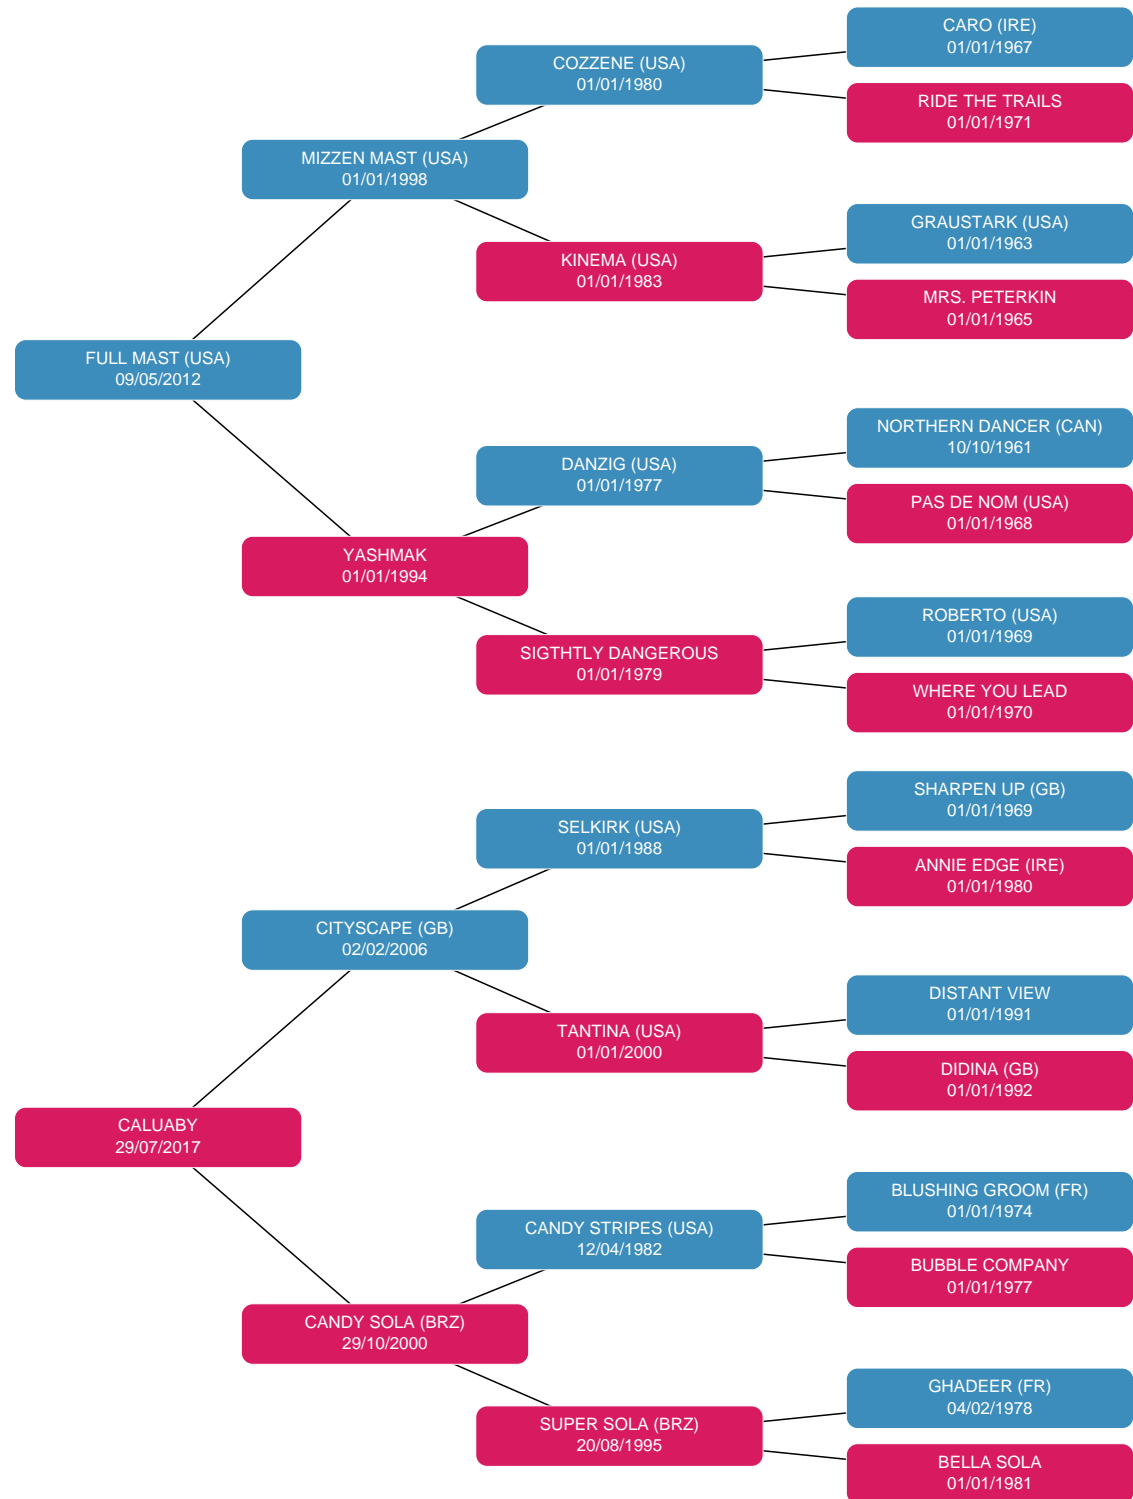 CARO (IRE)
01/01/1967
COZZENE (USA)
01/01/1980
RIDE THE TRAILS
01/01/1971
MIZZEN MAST (USA)
01/01/1998
GRAUSTARK (USA)
01/01/1963
KINEMA (USA)
01/01/1983
MRS. PETERKIN
01/01/1965
FULL MAST (USA)
09/05/2012
NORTHERN DANCER (CAN)
10/10/1961
DANZIG (USA)
01/01/1977
PAS DE NOM (USA)
01/01/1968
YASHMAK
01/01/1994
ROBERTO (USA)
01/01/1969
SIGTHTLY DANGEROUS
01/01/1979
WHERE YOU LEAD
01/01/1970
SHARPEN UP (GB)
01/01/1969
SELKIRK (USA)
01/01/1988
ANNIE EDGE (IRE)
01/01/1980
CITYSCAPE (GB)
02/02/2006
DISTANT VIEW
01/01/1991
TANTINA (USA)
01/01/2000
DIDINA (GB)
01/01/1992
CALUABY
29/07/2017
BLUSHING GROOM (FR)
01/01/1974
CANDY STRIPES (USA)
12/04/1982
BUBBLE COMPANY
01/01/1977
CANDY SOLA (BRZ)
29/10/2000
GHADEER (FR)
04/02/1978
SUPER SOLA (BRZ)
20/08/1995
BELLA SOLA
01/01/1981